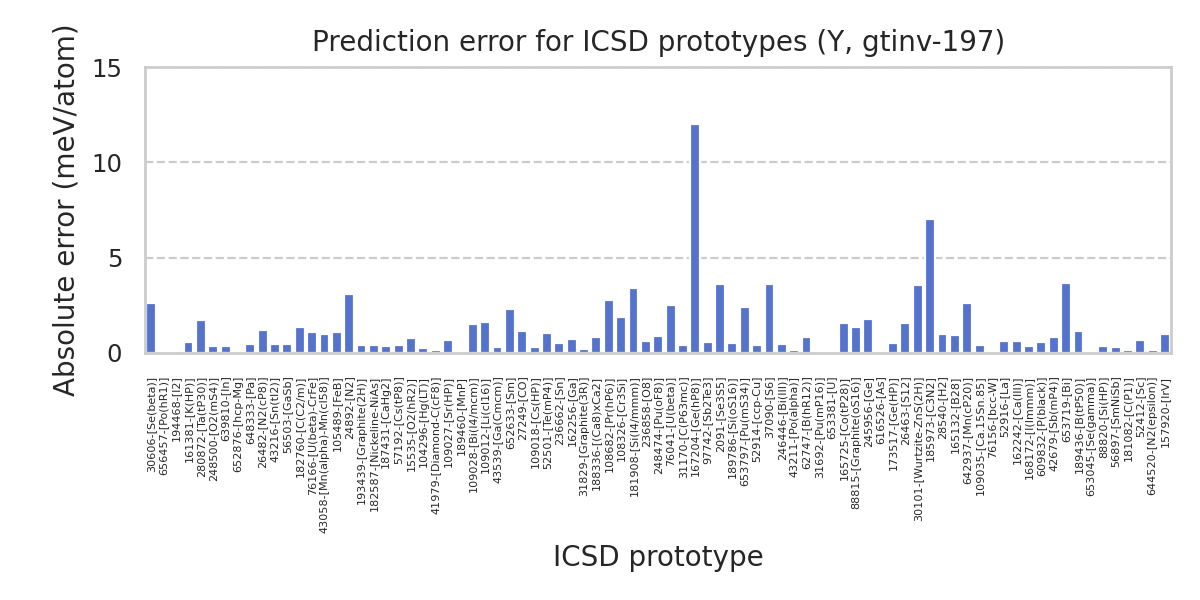 Prediction error for ICSD prototypes (Y, gtinv-197)
Absolute error (meV/atom)
15
10
5
0
30606-[Se(beta)]
656457-[Po(hR1)]
194468-[I2]
161381-[K(HP)]
280872-[Ta(tP30)]
248500-[O2(mS4)]
639810-[In]
652876-[hcp-Mg]
648333-[Pa]
26482-[N2(cP8)]
43216-[Sn(tI2)]
56503-[GaSb]
182760-[C(C2/m)]
76166-[U(beta)-CrFe]
43058-[Mn(alpha)-Mn(cI58)]
105489-[FeB]
24892-[N2]
193439-[Graphite(2H)]
182587-[Nickeline-NiAs]
187431-[CaHg2]
57192-[Cs(tP8)]
15535-[O2(hR2)]
104296-[Hg(LT)]
41979-[Diamond-C(cF8)]
109027-[Sr(HP)]
189460-[MnP]
109028-[Bi(I4/mcm)]
109012-[Li(cI16)]
43539-[Ga(Cmcm)]
652633-[Sm]
27249-[CO]
109018-[Cs(HP)]
52501-[Te(mP4)]
236662-[Sn]
162256-[Ga]
31829-[Graphite(3R)]
188336-[(Ca8)xCa2]
108682-[Pr(hP6)]
108326-[Cr3Si]
181908-[Si(I4/mmm)]
236858-[O8]
248474-[Pu(oF8)]
76041-[U(beta)]
31170-[C(P63mc)]
167204-[Ge(hP8)]
97742-[Sb2Te3]
2091-[Se3S5]
189786-[Si(oS16)]
653797-[Pu(mS34)]
52914-[ccp-Cu]
37090-[S6]
246446-[Bi(III)]
43211-[Po(alpha)]
62747-[B(hR12)]
31692-[Pu(mP16)]
653381-[U]
165725-[Co(tP28)]
88815-[Graphite(oS16)]
245956-[Ge]
616526-[As]
173517-[Ge(HP)]
26463-[S12]
30101-[Wurtzite-ZnS(2H)]
185973-[C3N2]
28540-[H2]
165132-[B28]
642937-[Mn(cP20)]
109035-[Ca.15Sn.85]
76156-[bcc-W]
52916-[La]
162242-[Ca(III)]
168172-[I(Immm)]
609832-[P(black)]
42679-[Sb(mP4)]
653719-[Bi]
189436-[B(tP50)]
653045-[Se(gamma)]
88820-[Si(HP)]
56897-[SmNiSb]
181082-[C(P1)]
52412-[Sc]
644520-[N2(epsilon)]
157920-[IrV]
ICSD prototype